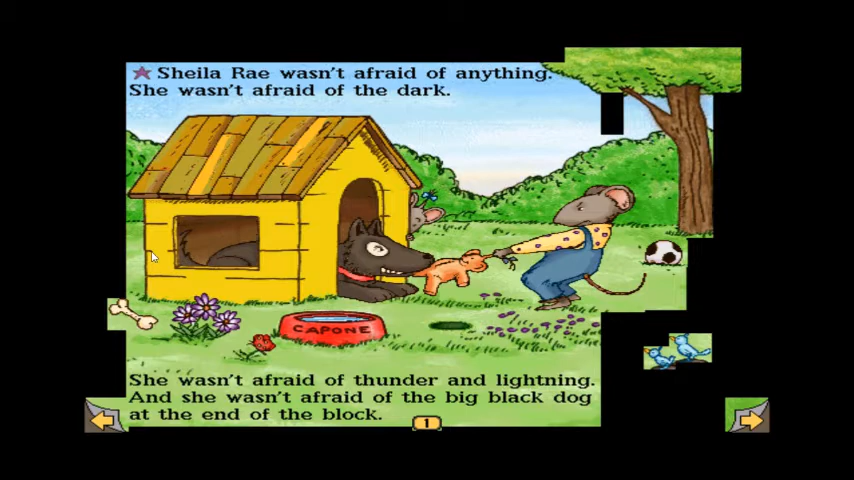 Sheila Rae wasn't afraid of anything.
She wasn't afraid of the dark.
CAPONE
She wasn't afraid of thunder and lightning.
And she wasn't afraid of the big black dog
at the end of the block.
1